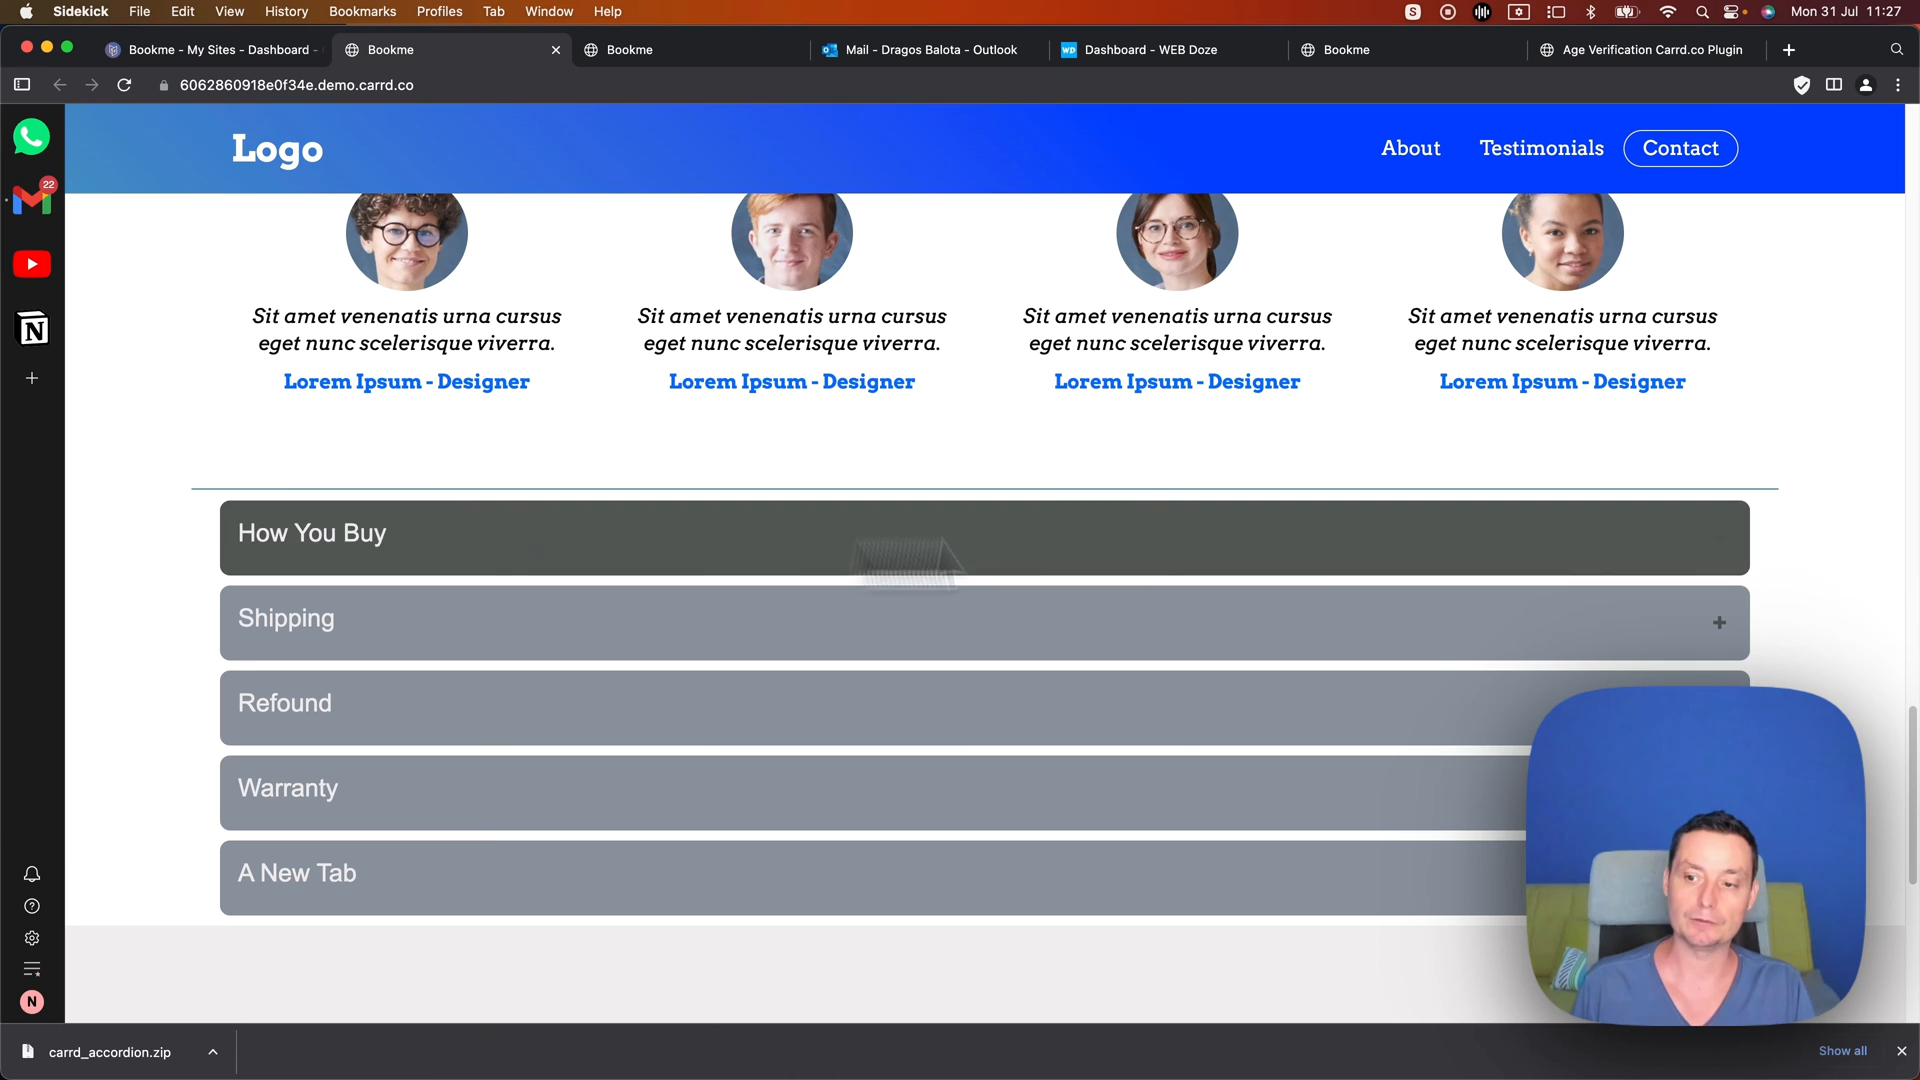 Sidekick File Edit View History Bookmarks Profiles Tab Window Help S Mon 31 Jul 11:27
Bookme - My Sites - Dashboard - Bookme Bookme Mail - Dragos Balota - Outlook WD Dashboard - WEB Doze Bookme Age Verification Carrd.co Plugin
6062860918e0f34e.demo.carrd.co
22
N
Logo About Testimonials Contact
Sit amet venenatis urna cursus
eget nunc scelerisque viverra.
Lorem Ipsum - Designer
Sit amet venenatis urna cursus
eget nunc scelerisque viverra.
Lorem Ipsum - Designer
Sit amet venenatis urna cursus
eget nunc scelerisque viverra.
Lorem Ipsum - Designer
Sit amet venenatis urna cursus
eget nunc scelerisque viverra.
Lorem Ipsum - Designer
How You Buy
Shipping +
Refound
Warranty
A New Tab
N
carrd_accordion.zip Show all